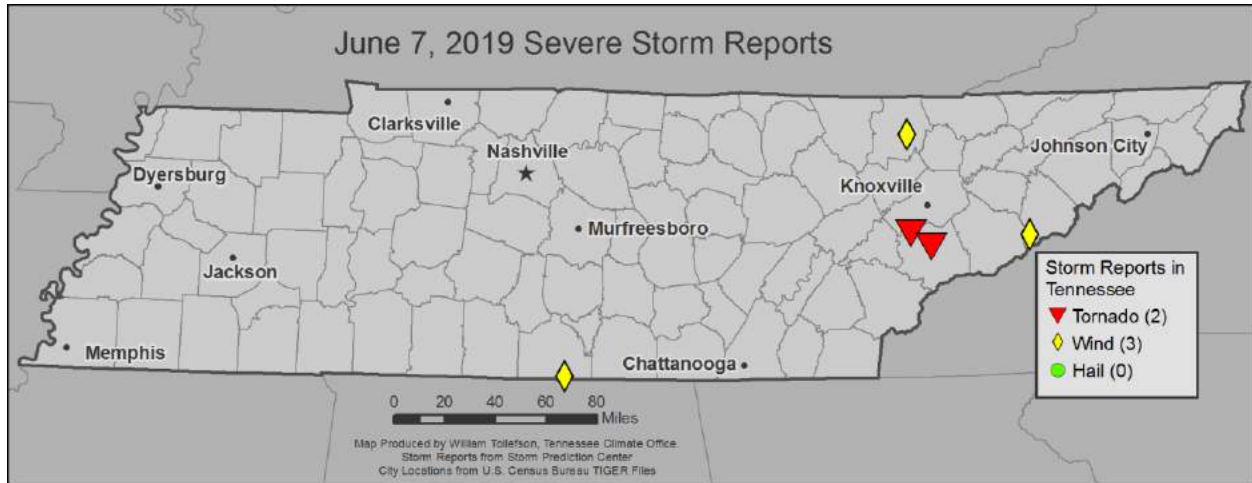 June 7, 2019 Severe Storm Reports
Clarksville
Nashville
Johnson City
Dyersburg
Knoxville
Murfreesboro
Jackson
Storm Reports in
Tennessee
Tornado (2)
Wind (3)
Hail (0)
Memphis
Chattanooga
0 20 40 60 80
Miles
Map Produced by William Tollefson, Tennessee Climate Office.
Storm Reports from Storm Prediction Center
City Locations from U.S. Census Bureau TIGER Files